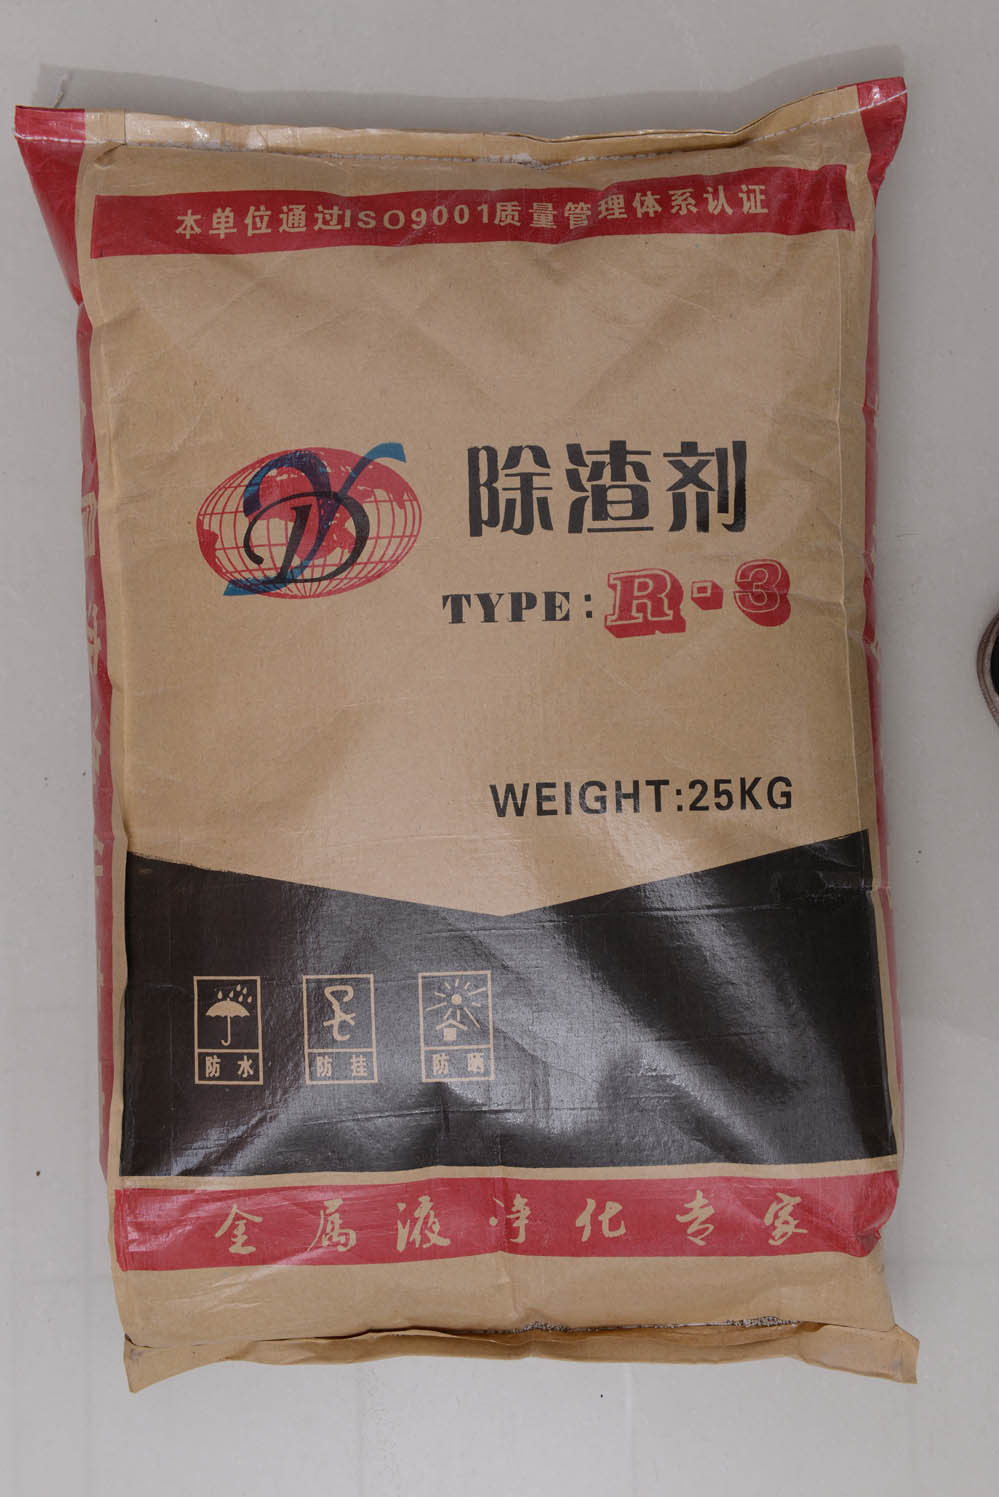 本单位通过ISO9001质量管理体系认证
除渣剂
TYPE: R-3
WEIGHT:25KG
防水 防挂 防晒
金属液净化专家